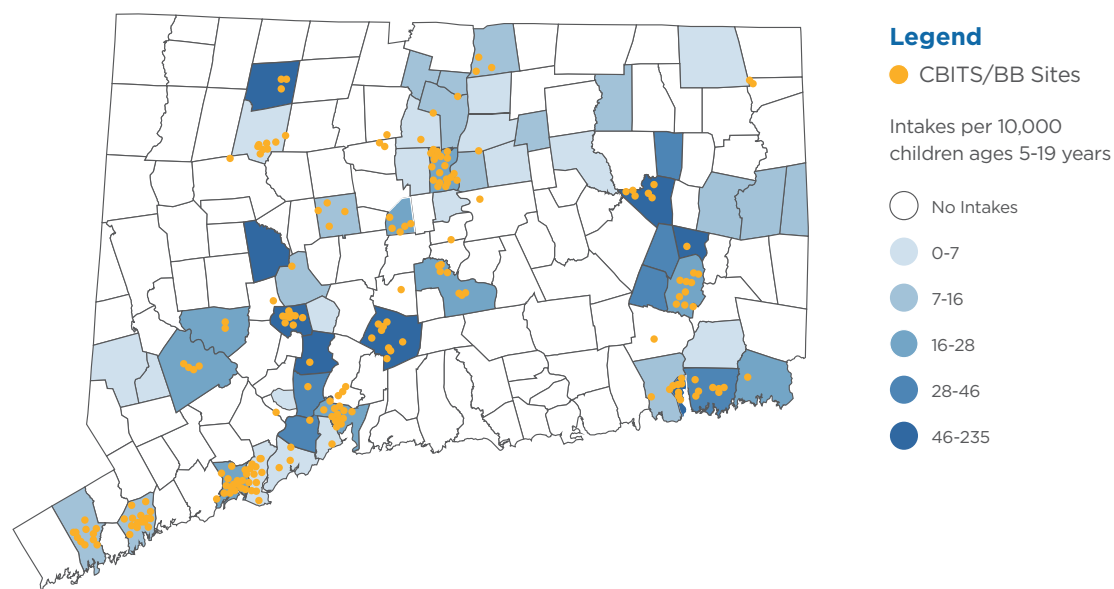 Legend
CBITS/BB Sites
Intakes per 10,000
children ages 5-19 years
No Intakes
0-7
7-16
16-28
28-46
46-235